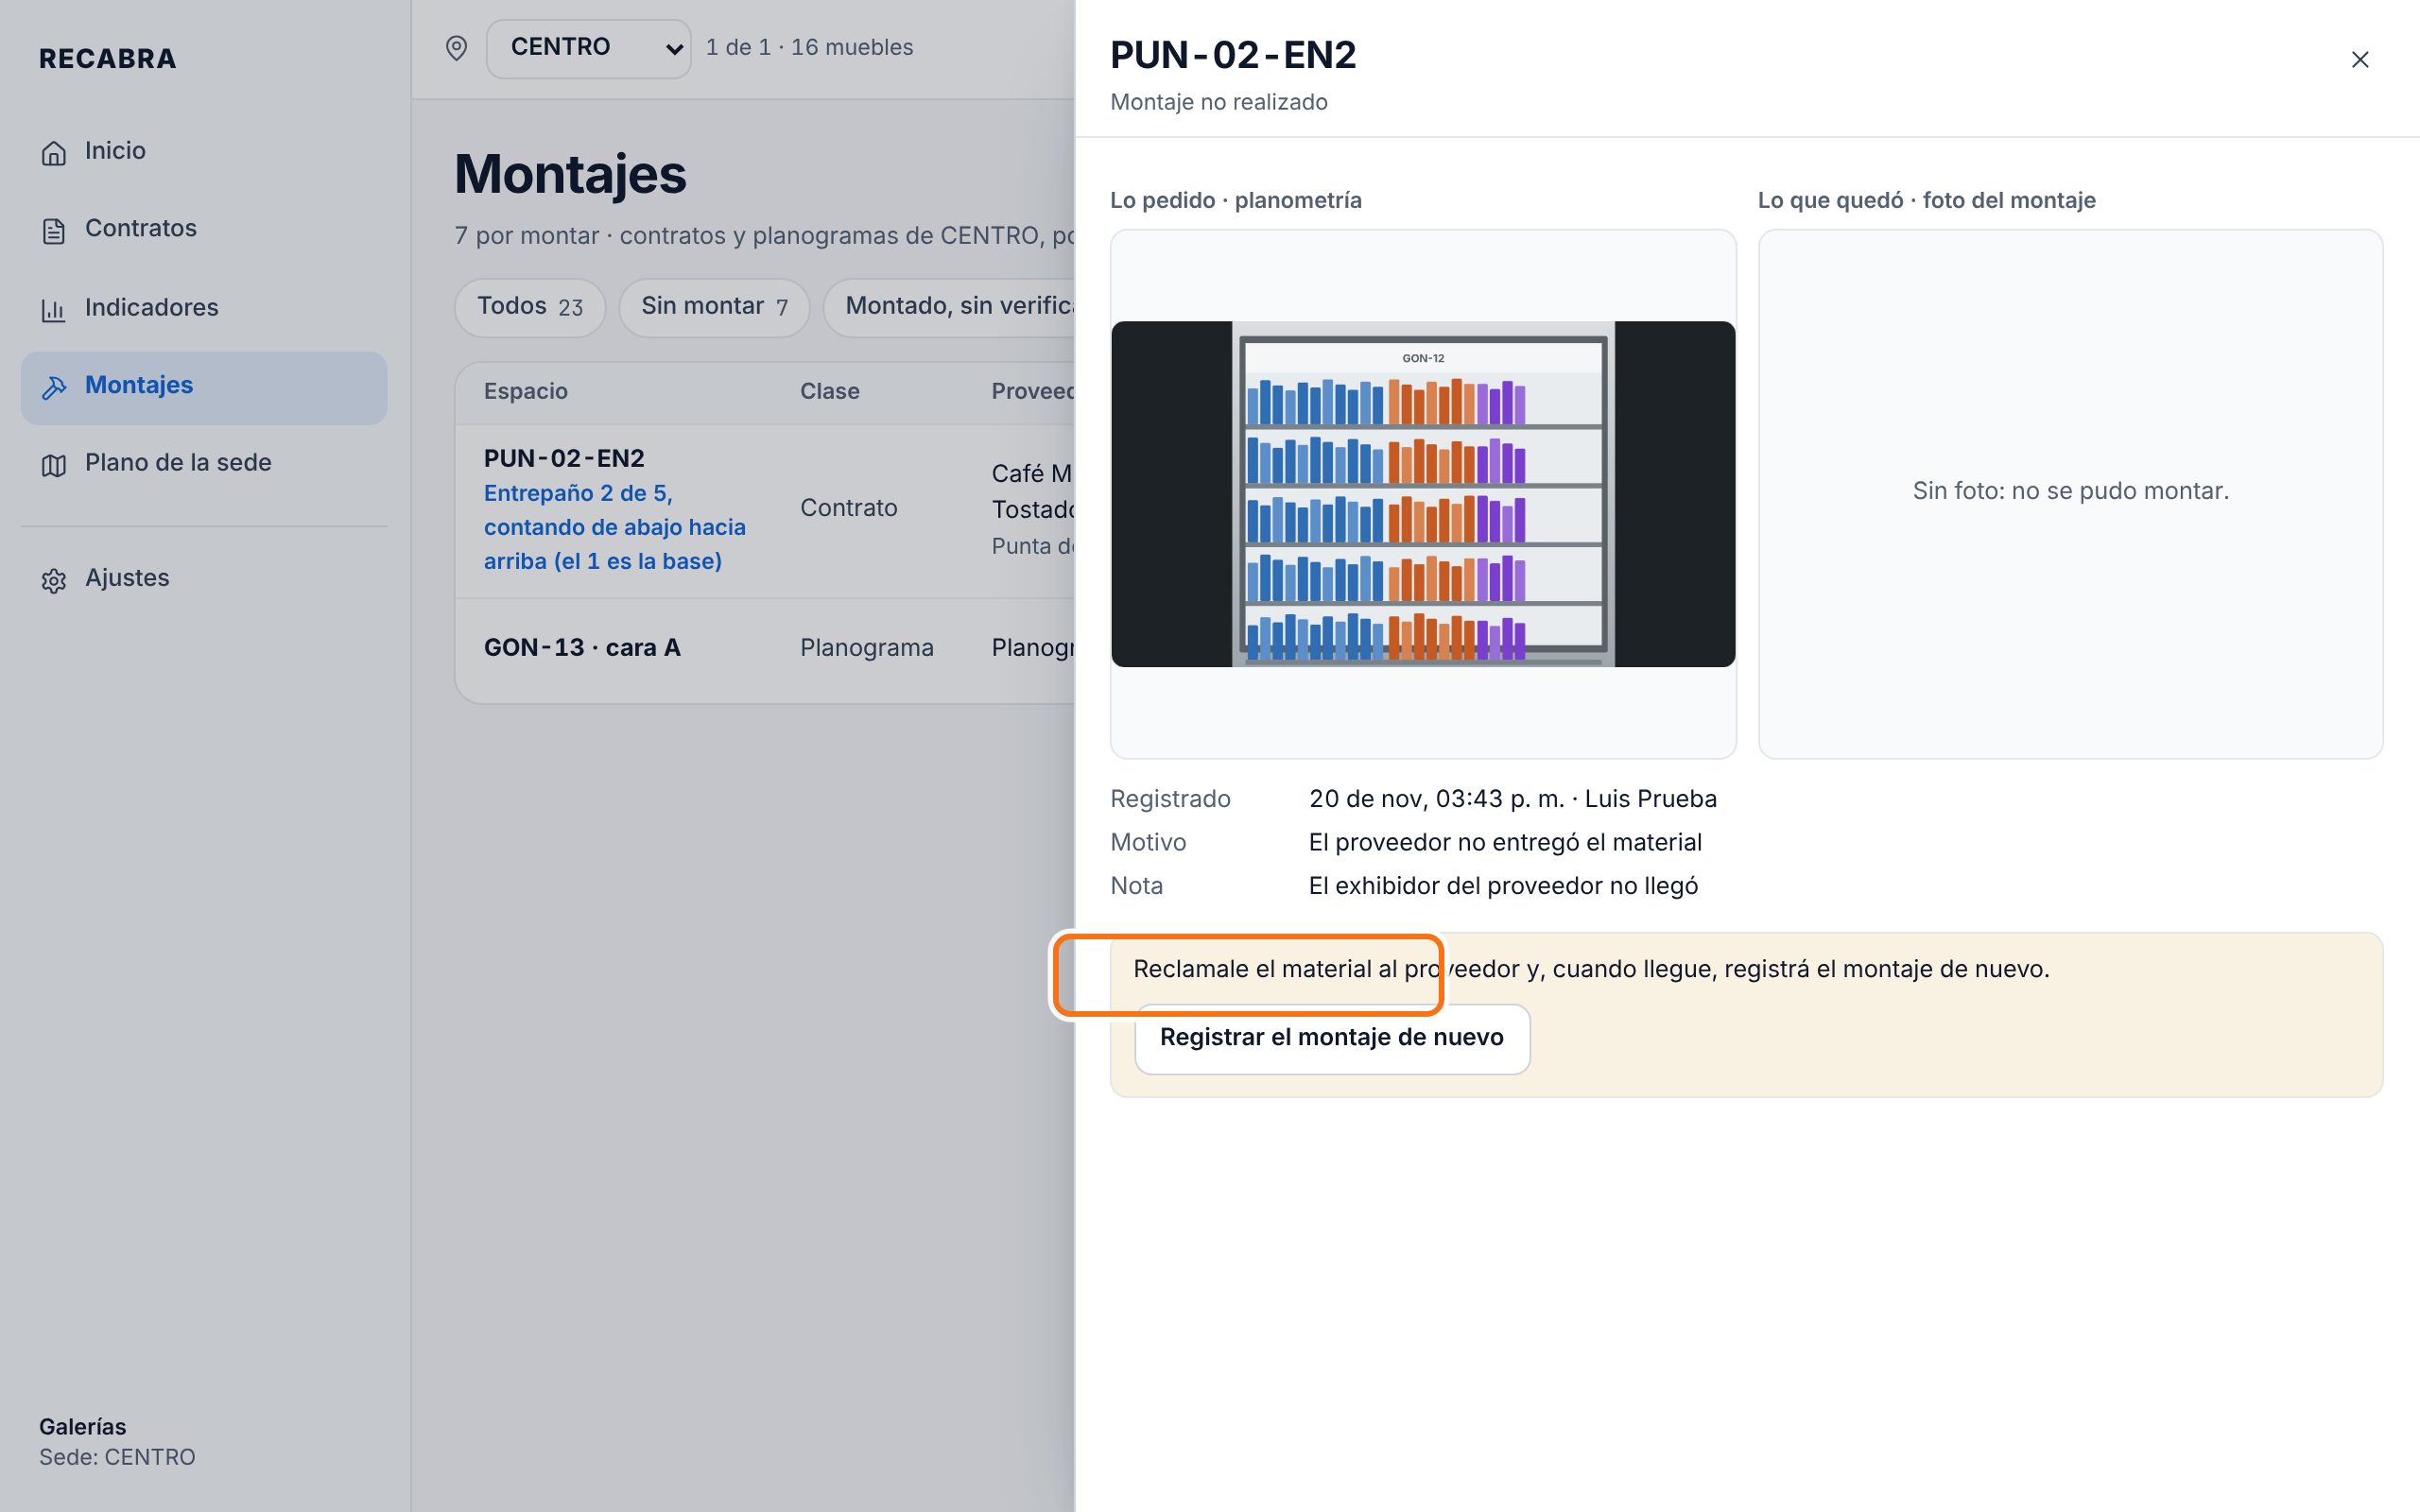 RECABRA
Inicio
Contratos
Indicadores
Montajes
Plano de la sede
Ajustes
Galerías
Sede: CENTRO
CENTRO
1 de 1 · 16 muebles
Montajes
7 por montar · contratos y planogramas de CENTRO,
Todos 23
Sin montar 7
Montado, sin
Espacio Clase
PUN-02-EN2
Entrepaño 2 de 5,
contando de abajo hacia
arriba (el 1 es la base)
Contrato
Café
Punta
GON-13 · cara A
Planograma
PUN-02-EN2
Montaje no realizado
Lo pedido · planometría
GON-12
Lo que quedó · foto del montaje
Sin foto: no se pudo montar.
Registrado 20 de nov, 03:43 p. m. · Luis Prueba
Motivo El proveedor no entregó el material
Nota El exhibidor del proveedor no llegó
Reclamale el material al proveedor y, cuando llegue, registrá el montaje de nuevo.
Registrar el montaje de nuevo